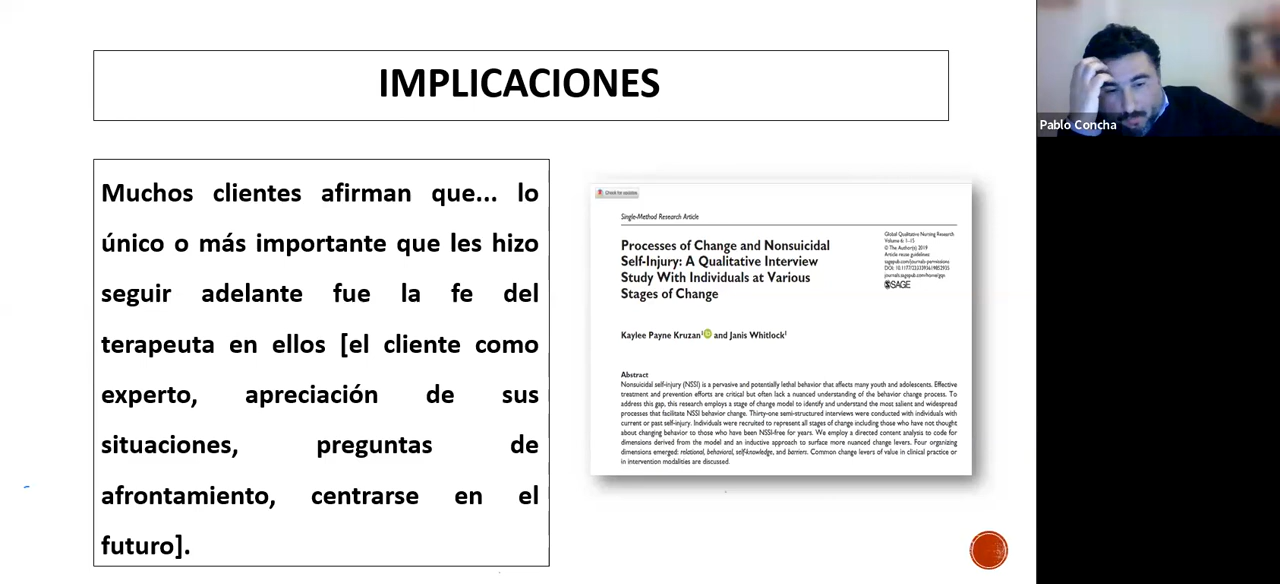 IMPLICACIONES
Muchos clientes afirman que... lo
único o más importante que les hizo
seguir adelante fue la fe del
terapeuta en ellos [el cliente como
experto, apreciación de sus
situaciones, preguntas de
afrontamiento, centrarse en el
futuro].
Check for updates
Single-Method Research Article
Processes of Change and Nonsuicidal
Self-Injury: A Qualitative Interview
Study With Individuals at Various
Stages of Change
Global Qualitative Nursing Research
Volume 6: 1–15
© The Author(s) 2019
Article reuse guidelines:
sagepub.com/journals-permissions
journals.sagepub.com/home/gqn
SAGE
Kaylee Payne Kruzan1 iD and Janis Whitlock1
Abstract
Nonsuicidal self-injury (NSSI) is a pervasive and potentially lethal behavior that affects many youth and adolescents. Effective
treatment and prevention efforts are critical but often lack a nuanced understanding of the behavior change process. To
address this gap, this research employs a stage of change model to identify and understand the most salient and widespread
processes that facilitate NSSI behavior change. Thirty-one semi-structured interviews were conducted with individuals with
current or past self-injury. Individuals were recruited to represent all stages of change including those who have not thought
about changing behavior to those who have been NSSI-free for years. We employ a directed content analysis to code for
dimensions derived from the model and an inductive approach to surface more nuanced change levers. Four organizing
dimensions emerged: relational, behavioral, self-knowledge, and barriers. Common change levers of value in clinical practice or
in intervention modalities are discussed.
Pablo Concha